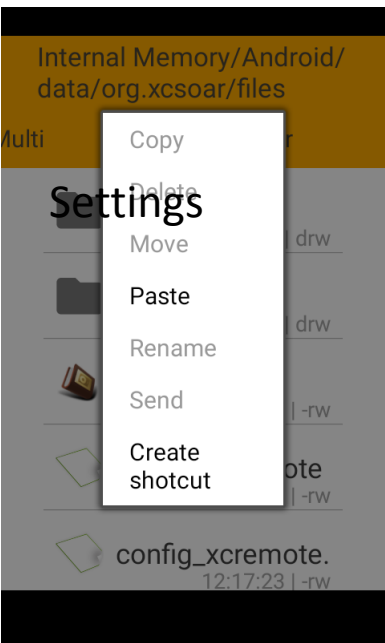 Internal Memory/Android/
data/org.xcsoar/files
Multi r
Copy
Delete
Settings
Move
| drw
Paste
| drw
Rename
Send
| -rw
Create
shotcut
ote
| -rw
config_xcremote.
12:17:23 | -rw